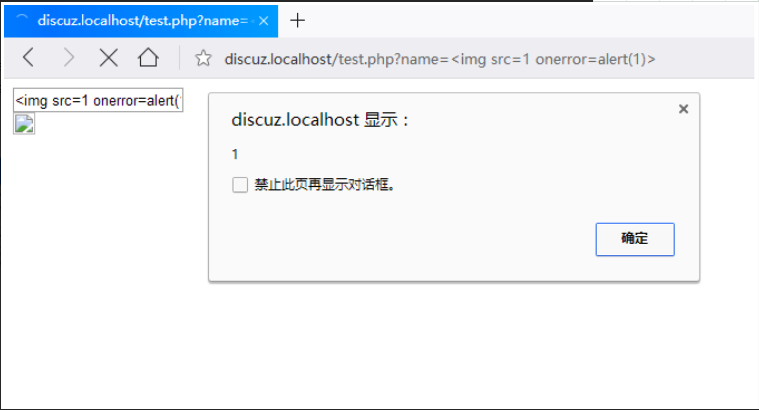 discuz.localhost/test.php?name=
discuz.localhost/test.php?name=<img src=1 onerror=alert(1)>
<img src=1 onerror=alert(
discuz.localhost 显示：
1
禁止此页再显示对话框。
确定